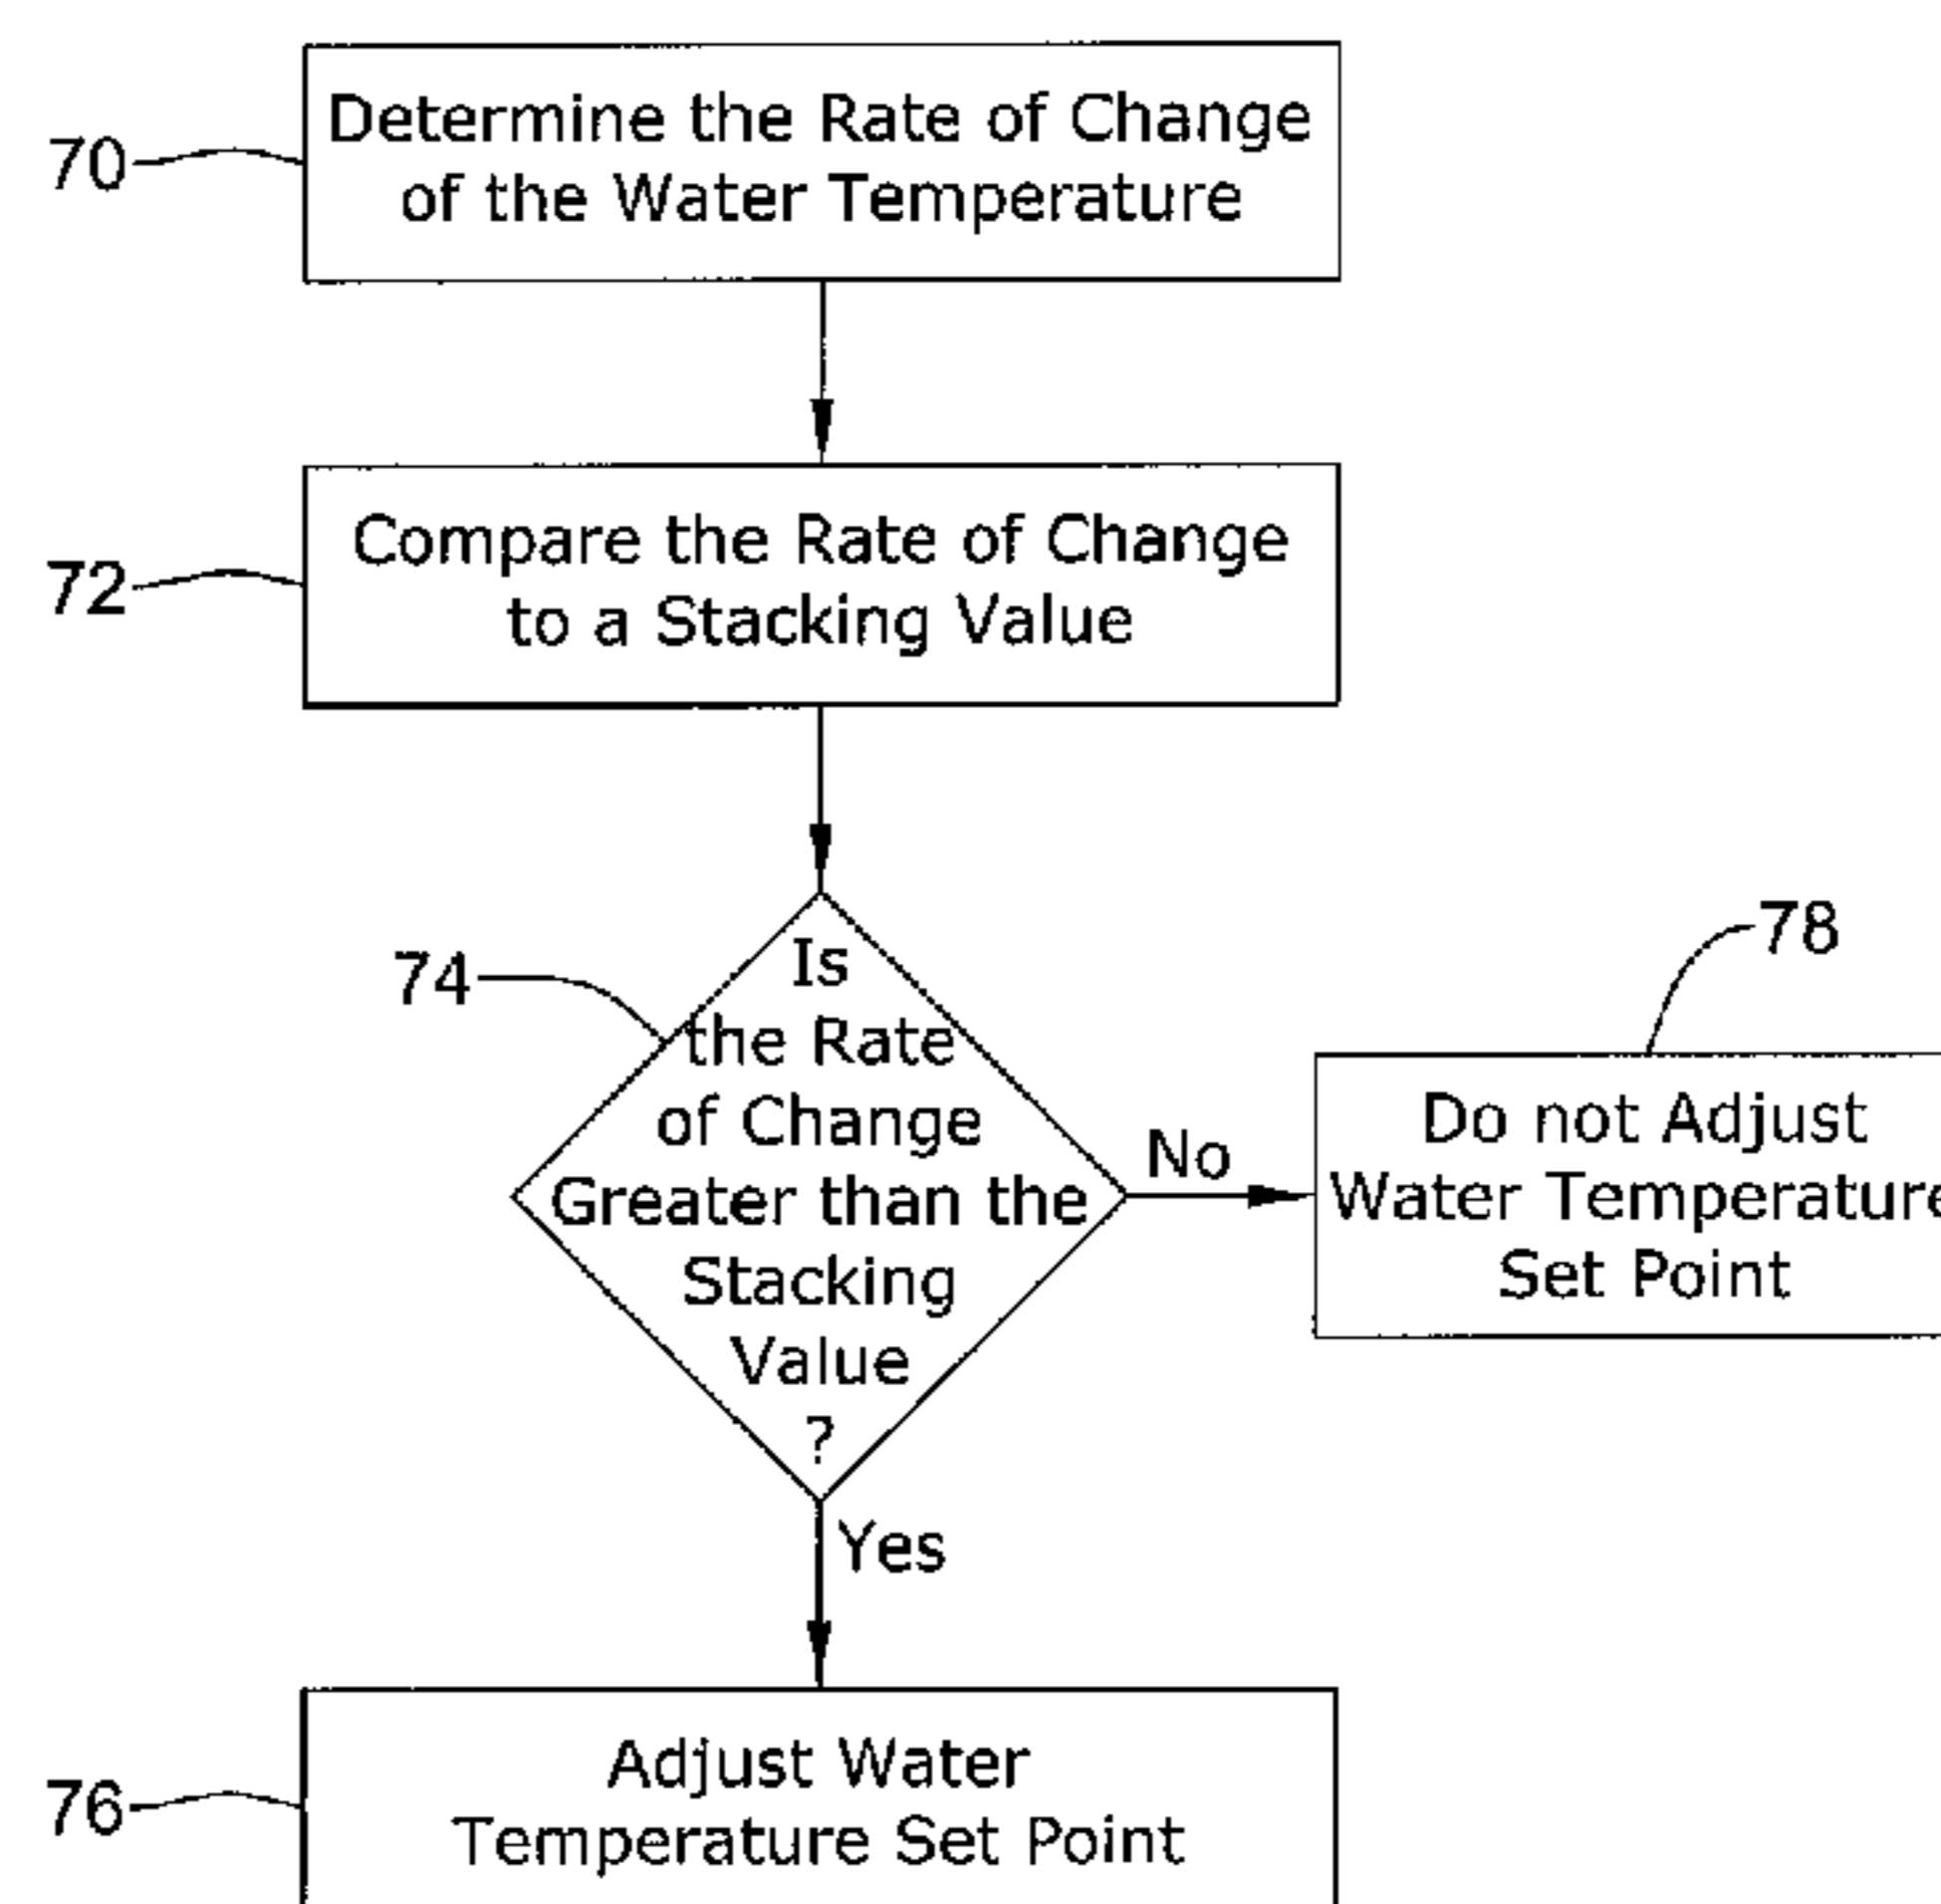 70
Determine the Rate of Change
of the Water Temperature
72
Compare the Rate of Change
to a Stacking Value
74
Is
the Rate
of Change
Greater than the
Stacking
Value
?
No
78
Do not Adjust
Water Temperature
Set Point
Yes
76
Adjust Water
Temperature Set Point